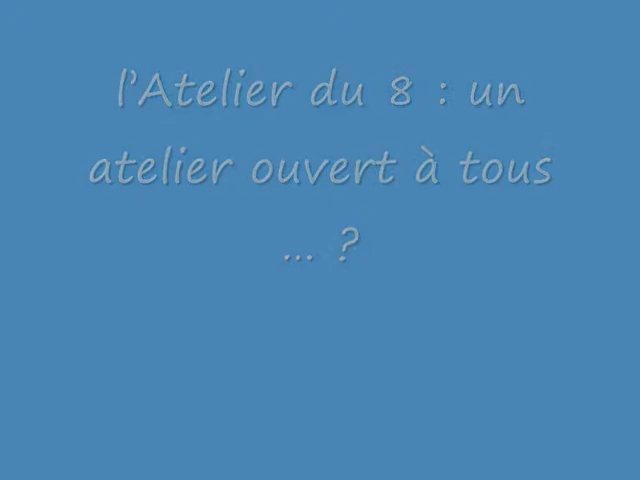 l’Atelier du 8 : un
atelier ouvert à tous
... ?